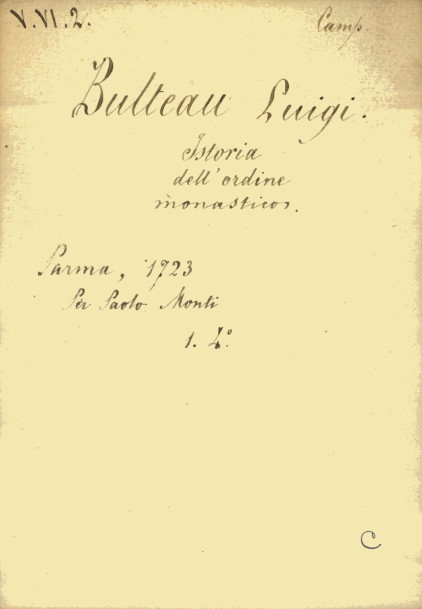 V.VI.2.
Camp.
Bulteau Luigi.
Istoria
dell'ordine
monastico.
Parma, 1723
Per Paolo Monti
1. 4°
C